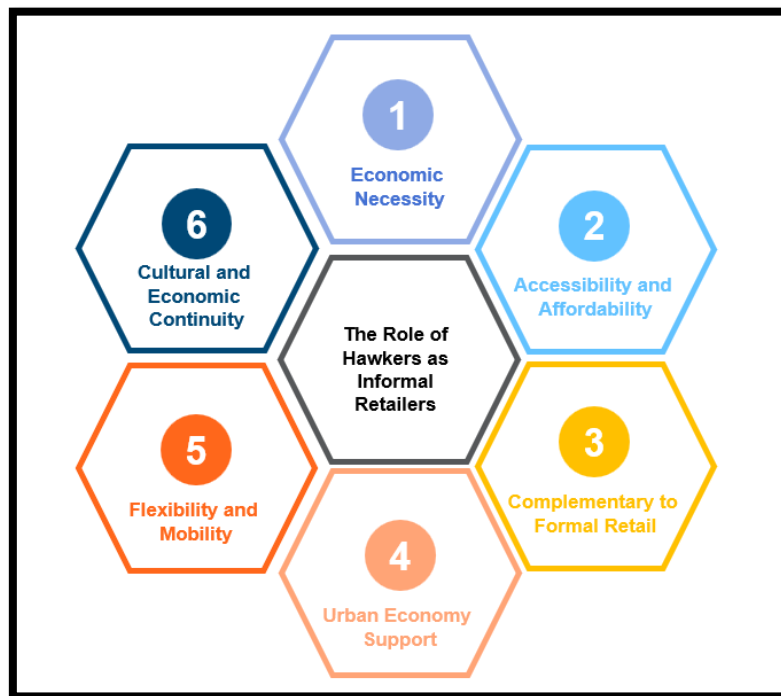 The Role of
Hawkers as
Informal
Retailers
1
Economic
Necessity
2
Accessibility and
Affordability
3
Complementary to
Formal Retail
4
Urban Economy
Support
5
Flexibility and
Mobility
6
Cultural and
Economic
Continuity